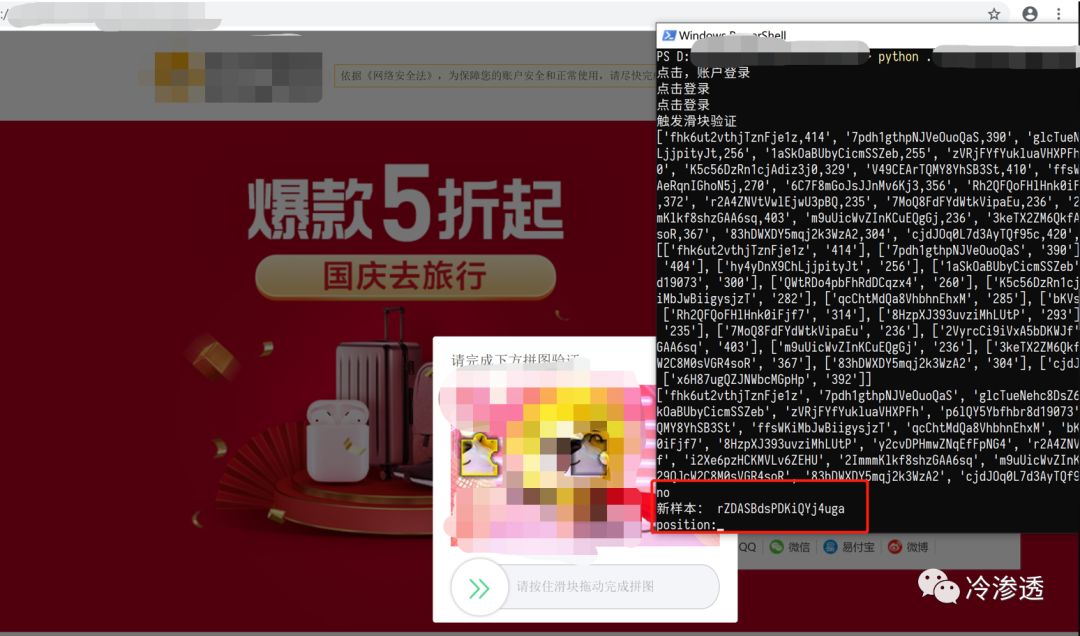 Windows PowerShell
PS D: python .
点击，账户登录
点击登录
点击登录
触发滑块验证
['fhk6ut2vthjTznFje1z,414', '7pdh1gthpNJVeOuoQaS,390', 'glcTueN
LjjpityJt,256', '1aSkOaBUbyCicmSSZeb,255', 'zVRjFYfYukluaVHXPFh
0', 'K5c56DzRn1cjAdiz3j0,329', 'V49CEArTQMY8YhSB3St,410', 'ffsW
AeRqnIGhoN5j,270', '6C7F8mGoJsJJnMv6Kj3,356', 'Rh2QFQoFHlHnk0iF
,372', 'r2A4ZNVtVwlEjwU3pBQ,235', '7MoQ8FdFYdWtkVipaEu,236', '2
mKlkf8shzGAA6sq,403', 'm9uUicWvZInKCuEQgGj,236', '3keTX2ZM6QkfA
soR,367', '83hDWXDY5mqj2k3WzA2,304', 'cjdJOq0L7d3AyTQf95c,420',
[['fhk6ut2vthjTznFje1z', '414'], ['7pdh1gthpNJVeOuoQaS', '390']
'404'], ['hy4yDnX9ChLjjpityJt', '256'], ['1aSkOaBUbyCicmSSZeb'
d19073', '300'], ['QWtRDo4pbFhRdDCqzx4', '260'], ['K5c56DzRn1cj
iMbJwBiigysjzT', '282'], ['qcChtMdQa8VhbhnEhxM', '285'], ['bKVs
['Rh2QFQoFHlHnk0iFjf7', '314'], ['8HzpXJ393uvziMhLUtP', '293']
'235'], ['7MoQ8FdFYdWtkVipaEu', '236'], ['2VyrcCi9iVxA5bDKWJf'
GAA6sq', '403'], ['m9uUicWvZInKCuEQgGj', '236'], ['3keTX2M6Qkf
W2C8M0sVGR4soR', '367'], ['83hDWXDY5mqj2k3WzA2', '304'], ['cjdJ
['x6H87ugQZJNWbcMGpHp', '392']]
['fhk6ut2vthjTznFje1z', '7pdh1gthpNJVeOuoQaS', 'glcTueNehc8DsZ6
kOaBUbyCicmSSZeb', 'zVRjFYfYukluaVHXPFh', 'p6lQY5Ybfhbr8d19073'
QMY8YhSB3St', 'ffsWKiMbJwBiigysjzT', 'qcChtMdQa8VhbhnEhxM', 'bK
0iFjf7', '8HzpXJ393uvziMhLUtP', 'y2cvDPHmwZNqEfFpNG4', 'r2A4ZNV
f', 'i2Xe6pzHCKMVLv6ZEHU', '2ImmmKlkf8shzGAA6sq', 'm9uUicWvZInK
29QJcW2C8M0sVGR4soR', '83hDWXDY5mqj2k3WzA2', 'cjdJOq0L7d3AyTQf9
no
新样本： rZDASBdsPDKiQYj4uga
position:_
依据《网络安全法》，为保障您的账户安全和正常使用，请尽快完
爆款5折起
国庆去旅行
请完成下方拼图验证
请按住滑块拖动完成拼图
QQ
微信
易付宝
微博
冷渗透